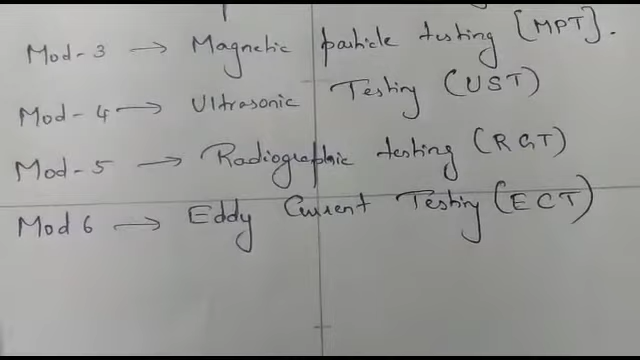 Mod-3 → Magnetic particle testing [MPT].
Mod-4 → Ultrasonic Testing (UST)
Mod-5 → Radiographic testing (RGT)
Mod 6 → Eddy Current Testing (ECT)